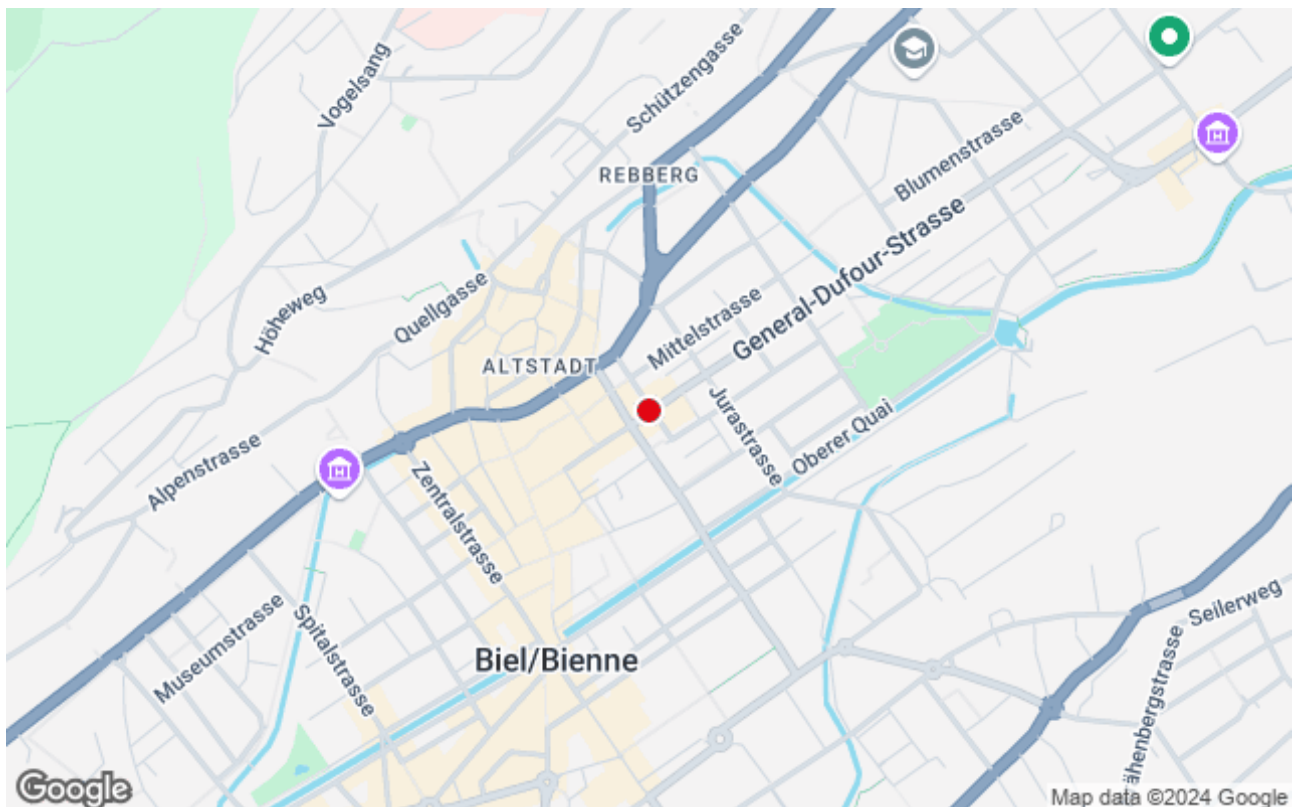 Vogelsang
Schützengasse
REBBERG
Blumenstrasse
Höheweg
Quellgasse
General-Dufour-Strasse
Mittelstrasse
ALTSTADT
Jurastrasse
Oberer Quai
Alpenstrasse
Zentralstrasse
Museumstrasse
Spitalstrasse
Biel/Bienne
Seilerweg
ähenbergstrasse
Google
Map data ©2024 Google